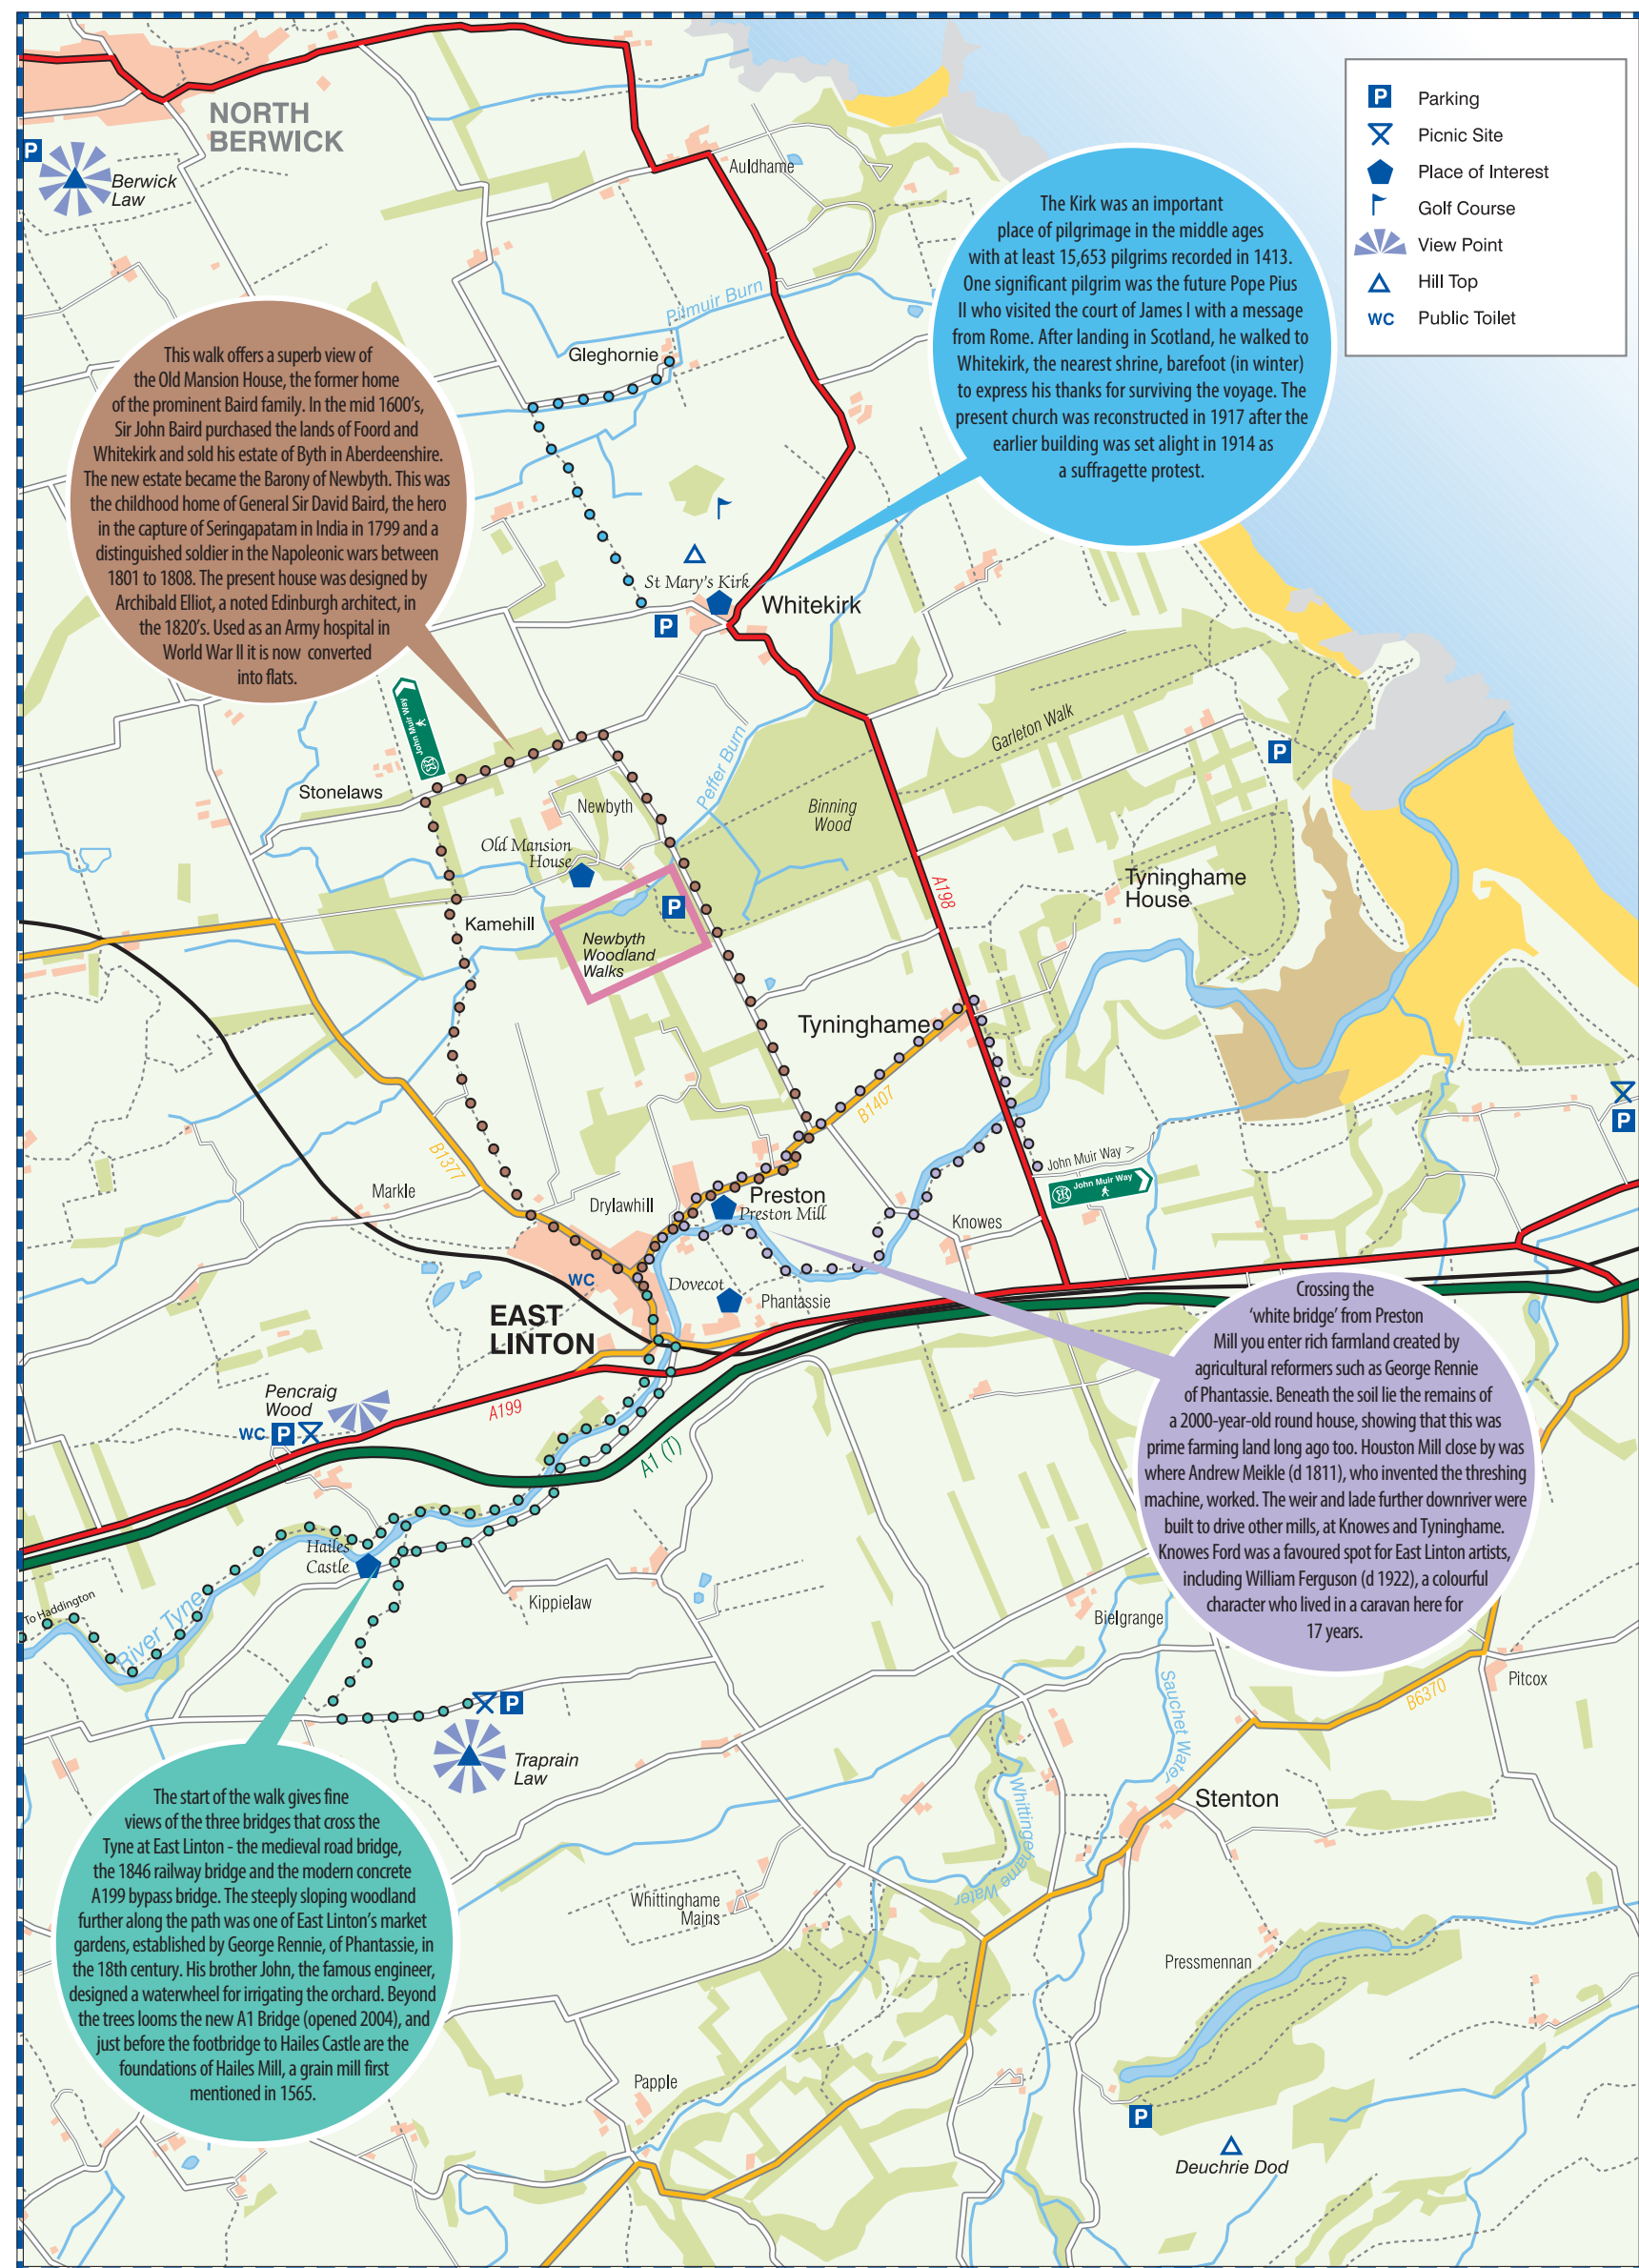 NORTH
BERWICK
P
Berwick
Law
Auldhame
P Parking
Picnic Site
Place of Interest
Golf Course
View Point
Hill Top
WC Public Toilet
The Kirk was an important
place of pilgrimage in the middle ages
with at least 15,653 pilgrims recorded in 1413.
One significant pilgrim was the future Pope Pius
II who visited the court of James I with a message
from Rome. After landing in Scotland, he walked to
Whitekirk, the nearest shrine, barefoot (in winter)
to express his thanks for surviving the voyage. The
present church was reconstructed in 1917 after the
earlier building was set alight in 1914 as
a suffragette protest.
Pilmuir Burn
Gleghornie
This walk offers a superb view of
the Old Mansion House, the former home
of the prominent Baird family. In the mid 1600's,
Sir John Baird purchased the lands of Foord and
Whitekirk and sold his estate of Byth in Aberdeenshire.
The new estate became the Barony of Newbyth. This was
the childhood home of General Sir David Baird, the hero
in the capture of Seringapatam in India in 1799 and a
distinguished soldier in the Napoleonic wars between
1801 to 1808. The present house was designed by
Archibald Elliot, a noted Edinburgh architect, in
the 1820's. Used as an Army hospital in
World War II it is now converted
into flats.
St Mary's Kirk
Whitekirk
P
John Muir Way
Garleton Walk
P
Peffer Burn
Stonelaws
Newbyth
Binning
Wood
Old Mansion
House
A198
Tyninghame
House
P
Kamehill
Newbyth
Woodland
Walks
Tyninghame
B1407
P
B1377
John Muir Way >
John Muir Way
Markle
Drylawhill
Preston
Preston Mill
Knowes
WC
Dovecot
Phantassie
EAST
LINTON
Crossing the
'white bridge' from Preston
Mill you enter rich farmland created by
agricultural reformers such as George Rennie
of Phantassie. Beneath the soil lie the remains of
a 2000-year-old round house, showing that this was
prime farming land long ago too. Houston Mill close by was
where Andrew Meikle (d 1811), who invented the threshing
machine, worked. The weir and lade further downriver were
built to drive other mills, at Knowes and Tyninghame.
Knowes Ford was a favoured spot for East Linton artists,
including William Ferguson (d 1922), a colourful
character who lived in a caravan here for
17 years.
Pencraig
Wood
WC P
A199
A1 (T)
Hailes
Castle
To Haddington
River Tyne
Kippielaw
Bielgrange
Sauchet Water
Pitcox
B6370
P
Traprain
Law
Whittingehame Water
Stenton
The start of the walk gives fine
views of the three bridges that cross the
Tyne at East Linton - the medieval road bridge,
the 1846 railway bridge and the modern concrete
A199 bypass bridge. The steeply sloping woodland
further along the path was one of East Linton's market
gardens, established by George Rennie, of Phantassie, in
the 18th century. His brother John, the famous engineer,
designed a waterwheel for irrigating the orchard. Beyond
the trees looms the new A1 Bridge (opened 2004), and
just before the footbridge to Hailes Castle are the
foundations of Hailes Mill, a grain mill first
mentioned in 1565.
Whittinghame
Mains
Pressmennan
Papple
P
Deuchrie Dod